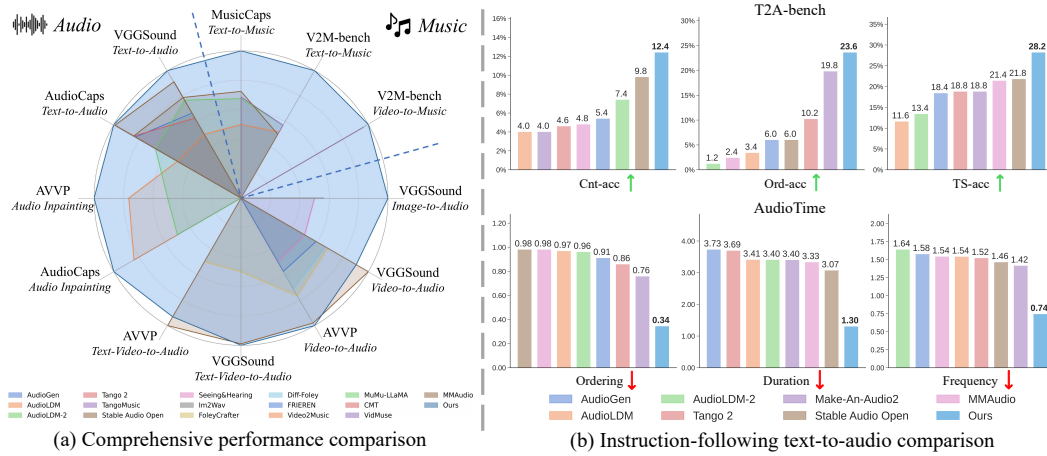 Audio
Music
MusicCaps
Text-to-Music
VGGSound
Text-to-Audio
V2M-bench
Text-to-Music
AudioCaps
Text-to-Audio
V2M-bench
Video-to-Music
AVVP
Audio Inpainting
VGGSound
Image-to-Audio
AudioCaps
Audio Inpainting
VGGSound
Video-to-Audio
AVVP
Text-Video-to-Audio
AVVP
Video-to-Audio
VGGSound
Text-Video-to-Audio
AudioGen
AudioLDM
AudioLDM-2
Tango 2
TangoMusic
Stable Audio Open
Seeing&Hearing
Im2Wav
FoleyCrafter
Diff-Foley
FRIEREN
Video2Music
MuMu-LLaMA
CMT
VidMuse
MMAudio
Ours
(a) Comprehensive performance comparison
T2A-bench
16%
14%
12%
10%
8%
6%
4%
2%
0%
4.0 4.0 4.6 4.8 5.4 7.4 9.8 12.4
Cnt-acc ↑
30%
25%
20%
15%
10%
5%
0%
1.2 2.4 3.4 6.0 6.0 10.2 19.8 23.6
Ord-acc ↑
35%
30%
25%
20%
15%
10%
5%
0%
11.6 13.4 18.4 18.8 18.8 21.4 21.8 28.2
TS-acc ↑
AudioTime
1.20
1.00
0.80
0.60
0.40
0.20
0.00
0.98 0.98 0.97 0.96 0.91 0.86 0.76 0.34
Ordering ↓
4.00
3.00
2.00
1.00
0.00
3.73 3.69 3.41 3.40 3.40 3.33 3.07 1.30
Duration ↓
2.00
1.75
1.50
1.25
1.00
0.75
0.50
0.25
0.00
1.64 1.58 1.54 1.54 1.52 1.46 1.42 0.74
Frequency ↓
AudioGen
AudioLDM
AudioLDM-2
Tango 2
Make-An-Audio2
Stable Audio Open
MMAudio
Ours
(b) Instruction-following text-to-audio comparison